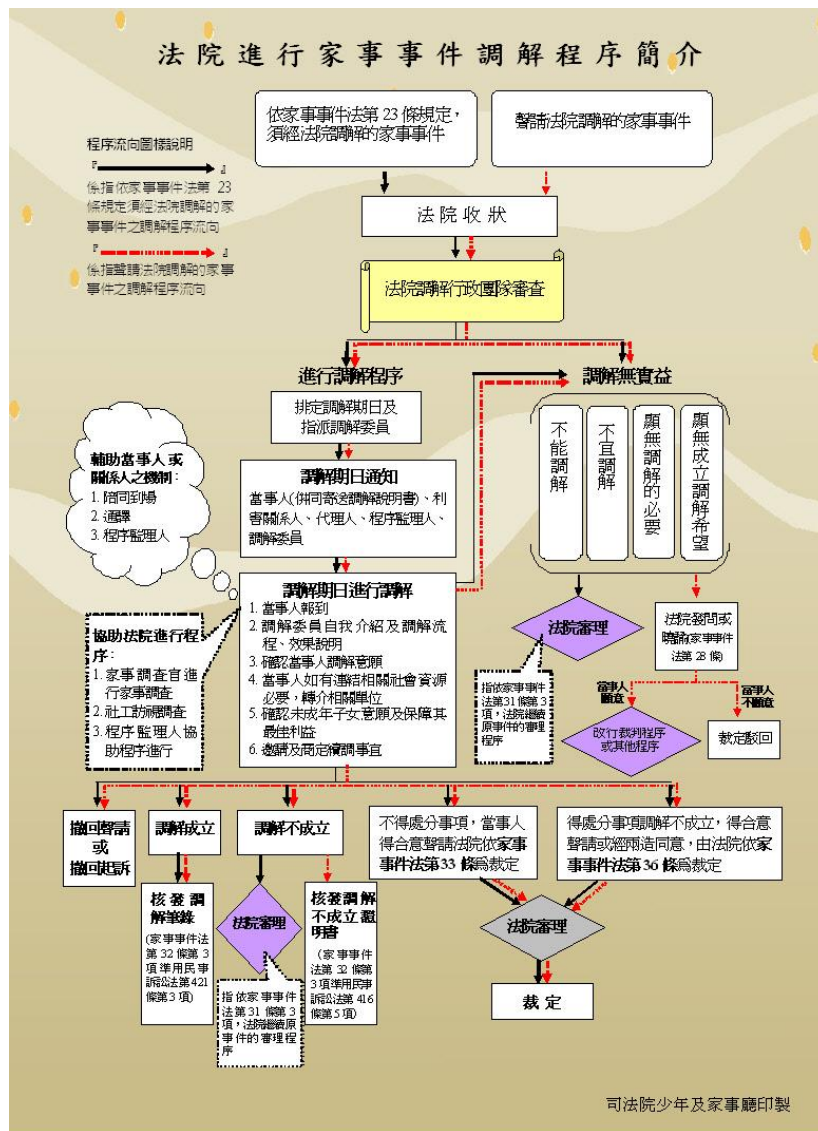 法院進行家事事件調解程序簡介
依家事事件法第 23 條規定，
須經法院調解的家事事件
聲請法院調解的家事事件
程序流向圖樣說明
『 』
係指依家事事件法第 23
條規定須經法院調解的家
事事件之調解程序流向
『 』
係指聲請法院調解的家事
事件之調解程序流向
法院收狀
法院調解行政團隊審查
進行調解程序
調解無實益
排定調解期日及
指派調解委員
不能調解
不宜調解
顯無調解的必要
顯無成立調解希望
輔助當事人或
關係人之機制：
1. 陪同到場
2. 通譯
3. 程序監理人
調解期日通知
當事人(併同寄送調解說明書)、利
害關係人、代理人、程序監理人、
調解委員
調解期日進行調解
1. 當事人報到
2. 調解委員自我介紹及調解流
程、效果說明
3. 確認當事人調解意願
4. 當事人如有連結相關社會資源
必要，轉介相關單位
5. 確認未成年子女意願及保障其
最佳利益
6. 邀請及商定續調事宜
協助法院進行程
序：
1. 家事調查官進
行家事調查
2. 社工訪視調查
3. 程序監理人協
助程序進行
法院審理
指依家事事件
法第31條第3
項，法院繼續
原事件的審理
程序
法院發問或
曉諭(家事事件
法第 28 條)
當事人
願意
當事人
不願意
改行裁判程序
或其他程序
裁定駁回
撤回聲請
或
撤回起訴
調解成立
調解不成立
不得處分事項，當事人
得合意聲請法院依家事
事件法第33 條為裁定
得處分事項調解不成立，得合意
聲請或經兩造同意，由法院依家
事事件法第36 條為裁定
核發調
解筆錄
(家事事件法
第 32 條第 3
項準用民事
訴訟法第421
條第 3 項)
法院審理
指依家事事件
法第31 條第3
項，法院繼續原
事件的審理程
序
核發調解
不成立證
明書
（家事事件
法第 32 條第
3 項準用民事
訴訟法第 416
條第 5 項）
法院審理
裁定
司法院少年及家事廳印製